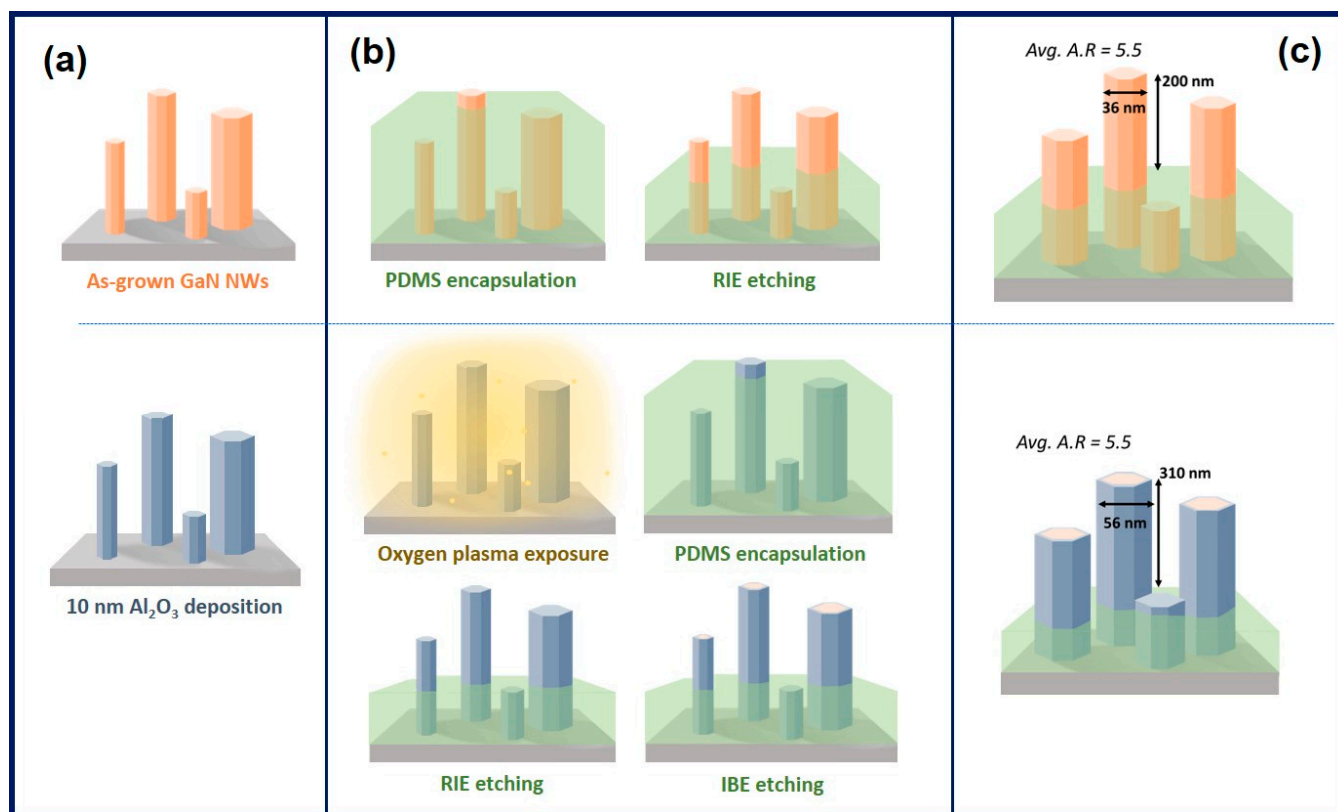 (a)
As-grown GaN NWs
10 nm Al₂O₃ deposition
(b)
PDMS encapsulation
RIE etching
Oxygen plasma exposure
PDMS encapsulation
RIE etching
IBE etching
(c)
Avg. A.R = 5.5
200 nm
36 nm
Avg. A.R = 5.5
310 nm
56 nm